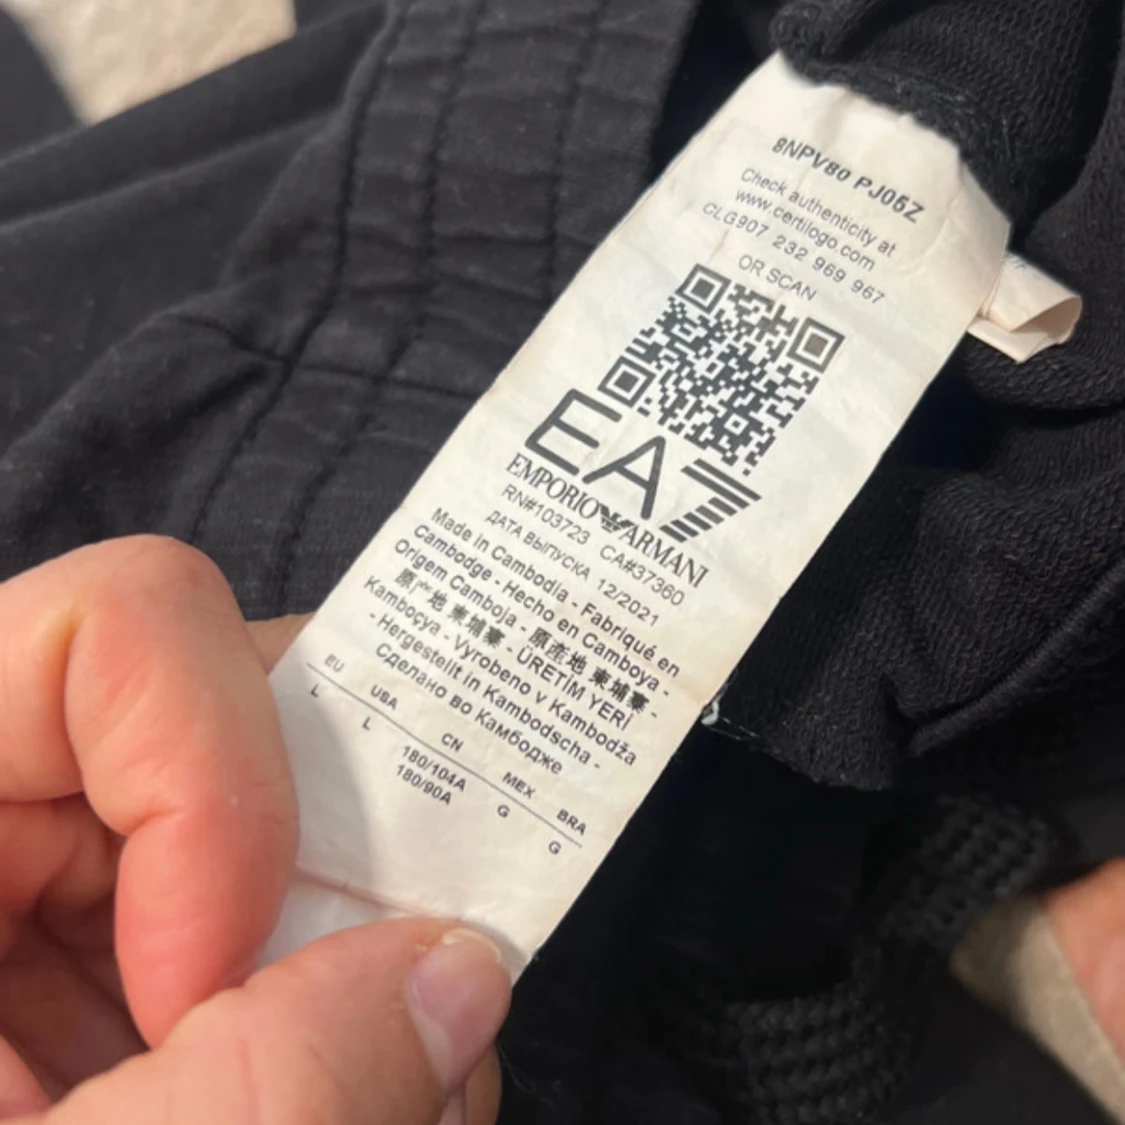 8NPV80 PJ05Z
Check authenticity at
www.certilogo.com
CLG907 232 969 967
OR SCAN
EA7
EMPORIO ARMANI
RN#103723 CA#37360
ДАТА ВЫПУСКА 12/2021
Made in Cambodia - Fabriqué en
Cambodge - Hecho en Camboya -
Origem Camboja - 原産地 柬埔寨 -
原产地 柬埔寨 - ÜRETİM YERİ
Kamboçya - Vyrobeno v Kambodža
- Hergestellt in Kambodscha -
Сделано во Камбодже
EU USA CN MEX BRA
L L 180/104A G G
180/90A